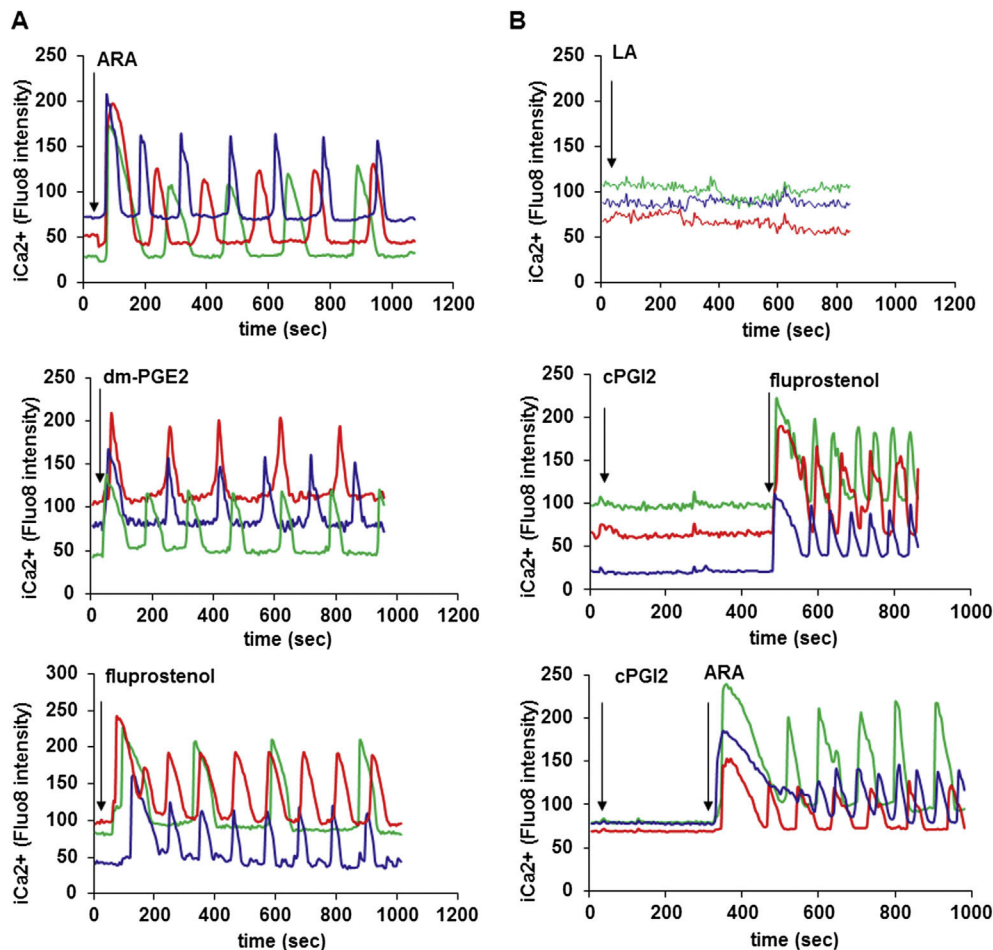 A
ARA
250
200
150
100
50
0
iCa2+ (Fluo8 intensity)
0 200 400 600 800 1000 1200
time (sec)
dm-PGE2
250
200
150
100
50
0
iCa2+ (Fluo8 intensity)
0 200 400 600 800 1000 1200
time (sec)
fluprostenol
300
250
200
150
100
50
0
iCa2+ (Fluo8 intensity)
0 200 400 600 800 1000 1200
time (sec)
B
LA
250
200
150
100
50
0
iCa2+ (Fluo8 intensity)
0 200 400 600 800 1000 1200
time (sec)
cPGI2 fluprostenol
250
200
150
100
50
0
iCa2+ (Fluo8 intensity)
0 200 400 600 800 1000
time (sec)
cPGI2 ARA
250
200
150
100
50
0
iCa2+ (Fluo8 intensity)
0 200 400 600 800 1000
time (sec)